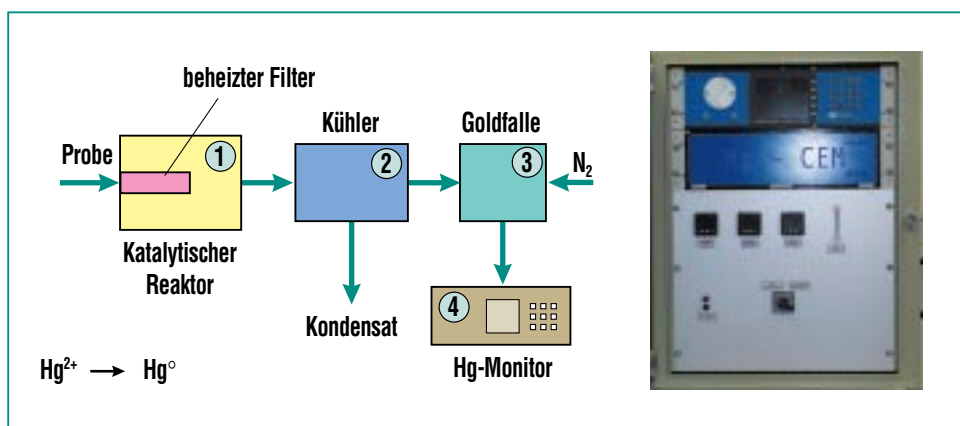 beheizter Filter
Probe
1
Katalytischer
Reaktor
Kühler
2
Kondensat
Goldfalle
3
N₂
4
Hg-Monitor
Hg²⁺ → Hg°
CEM